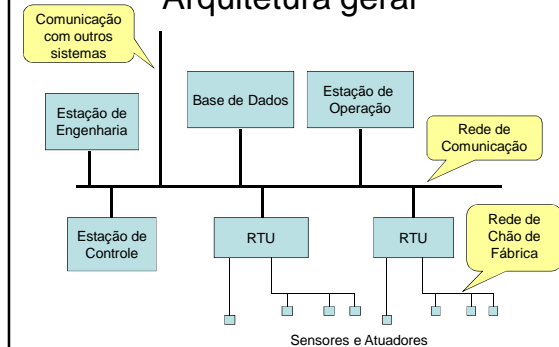 Arquitetura geral
Comunicação
com outros
sistemas
Estação de
Engenharia
Base de Dados
Estação de
Operação
Rede de
Comunicação
Estação de
Controle
RTU
RTU
Rede de
Chão de
Fábrica
Sensores e Atuadores